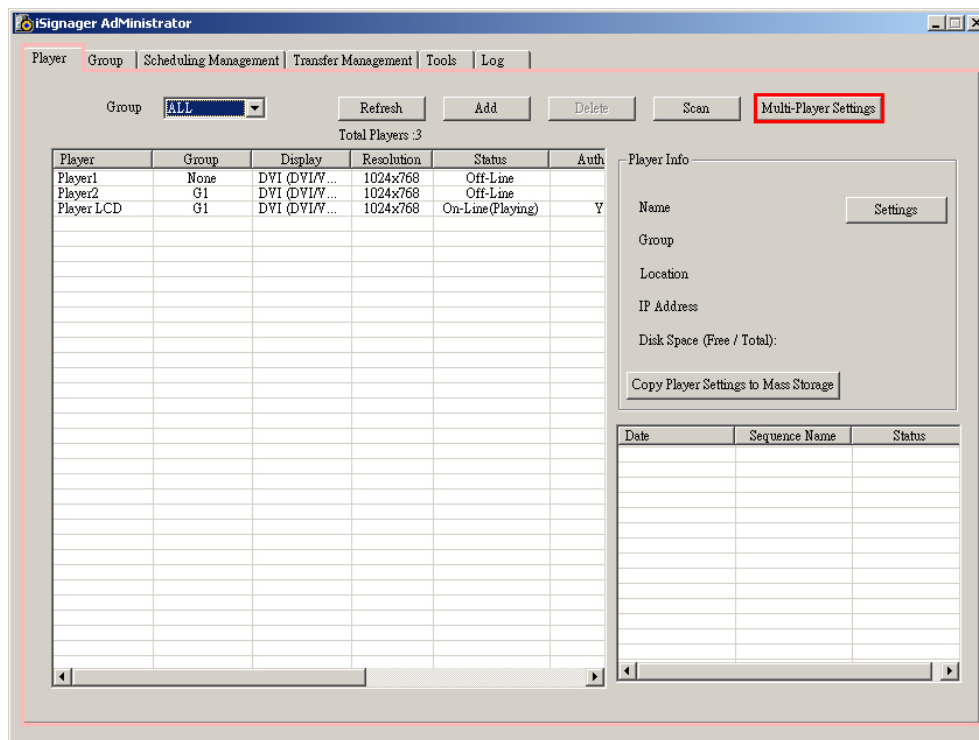 iSignager AdMinistrator
Player Group Scheduling Management Transfer Management Tools Log
Group ALL Refresh Add Delete Scan Multi-Player Settings
Total Players :3
Player Group Display Resolution Status Auth
Player1 None DVI (DVI/V... 1024x768 Off-Line
Player2 G1 DVI (DVI/V... 1024x768 Off-Line
Player LCD G1 DVI (DVI/V... 1024x768 On-Line(Playing) Y
Player Info
Name Settings
Group
Location
IP Address
Disk Space (Free / Total):
Copy Player Settings to Mass Storage
Date Sequence Name Status